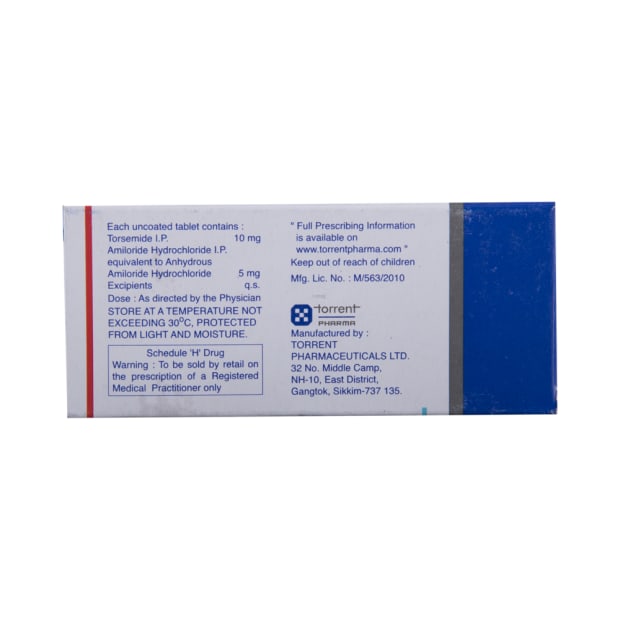 Each uncoated tablet contains :
Torsemide I.P. 10 mg
Amiloride Hydrochloride I.P.
equivalent to Anhydrous
Amiloride Hydrochloride 5 mg
Excipients q.s.
Dose : As directed by the Physician
STORE AT A TEMPERATURE NOT
EXCEEDING 30°C, PROTECTED
FROM LIGHT AND MOISTURE.
Schedule 'H' Drug
Warning : To be sold by retail on
the prescription of a Registered
Medical Practitioner only
" Full Prescribing Information
is available on
www.torrentpharma.com "
Keep out of reach of children
Mfg. Lic. No. : M/563/2010
torrent
PHARMA
Manufactured by :
TORRENT
PHARMACEUTICALS LTD.
32 No. Middle Camp,
NH-10, East District,
Gangtok, Sikkim-737 135.